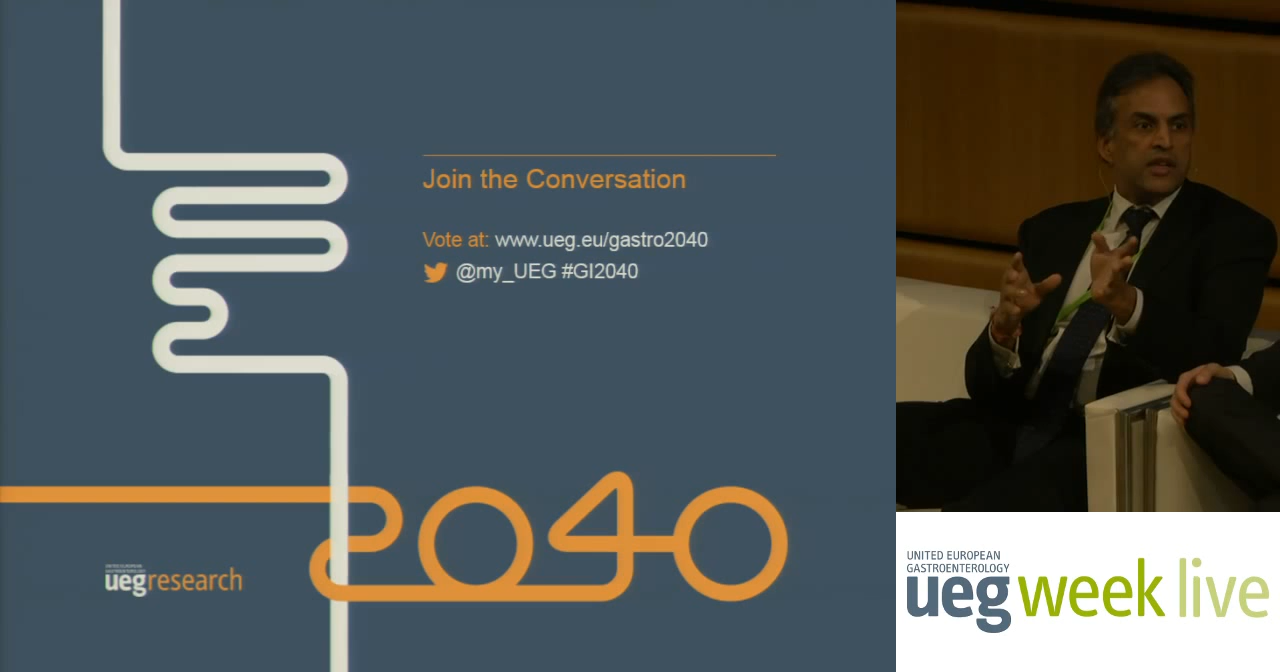 Join the Conversation
Vote at: www.ueg.eu/gastro2040
@my_UEG #GI2040
2040
uegresearch
UNITED EUROPEAN
GASTROENTEROLOGY
ueg week live